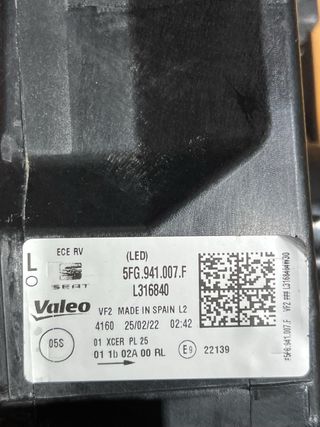 L
ECE RV
(LED)
SEAT
5FG.941.007.F
L316840
Valeo
VF2 MADE IN SPAIN L2
4160 25/02/22 02:42
05S
01 XCER PL 25
01 1b 02A 00 RL
E9
22139